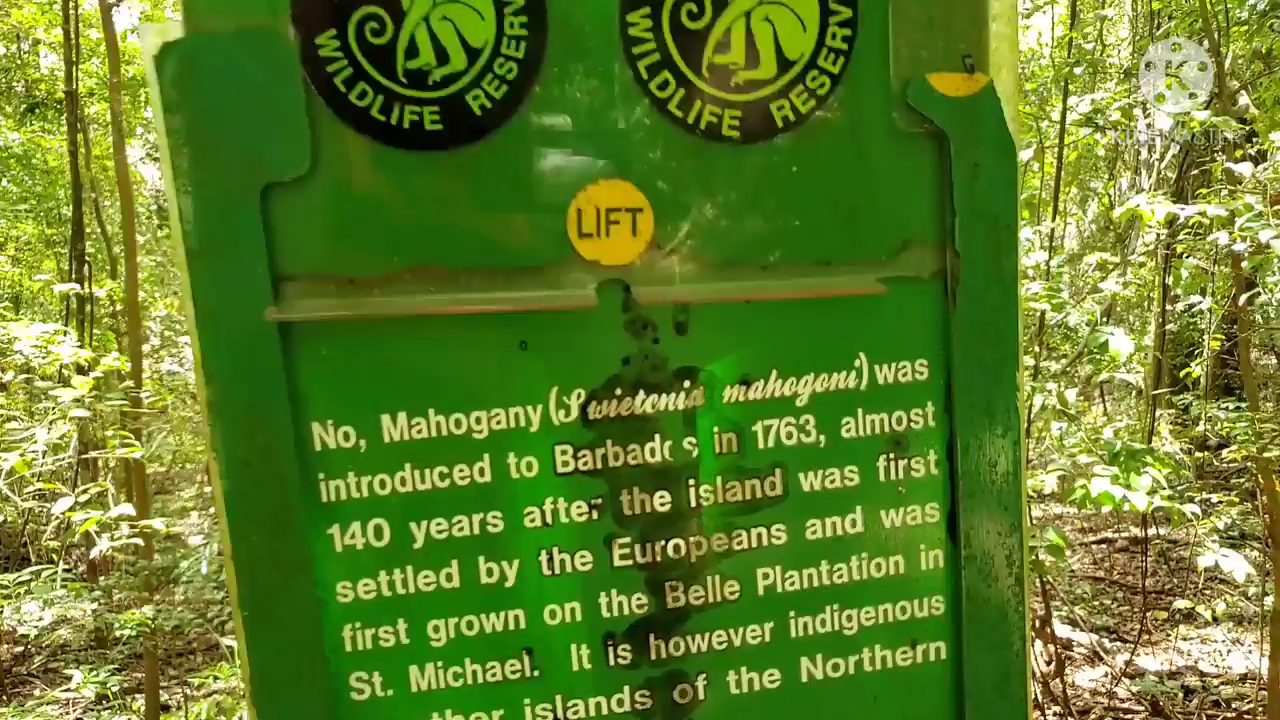 WILDLIFE RESERV
WILDLIFE RESERV
G
K
KINEMASTER
LIFT
No, Mahogany (Swietenia mahogoni) was
introduced to Barbados in 1763, almost
140 years after the island was first
settled by the Europeans and was
first grown on the Belle Plantation in
St. Michael. It is however indigenous
islands of the Northern